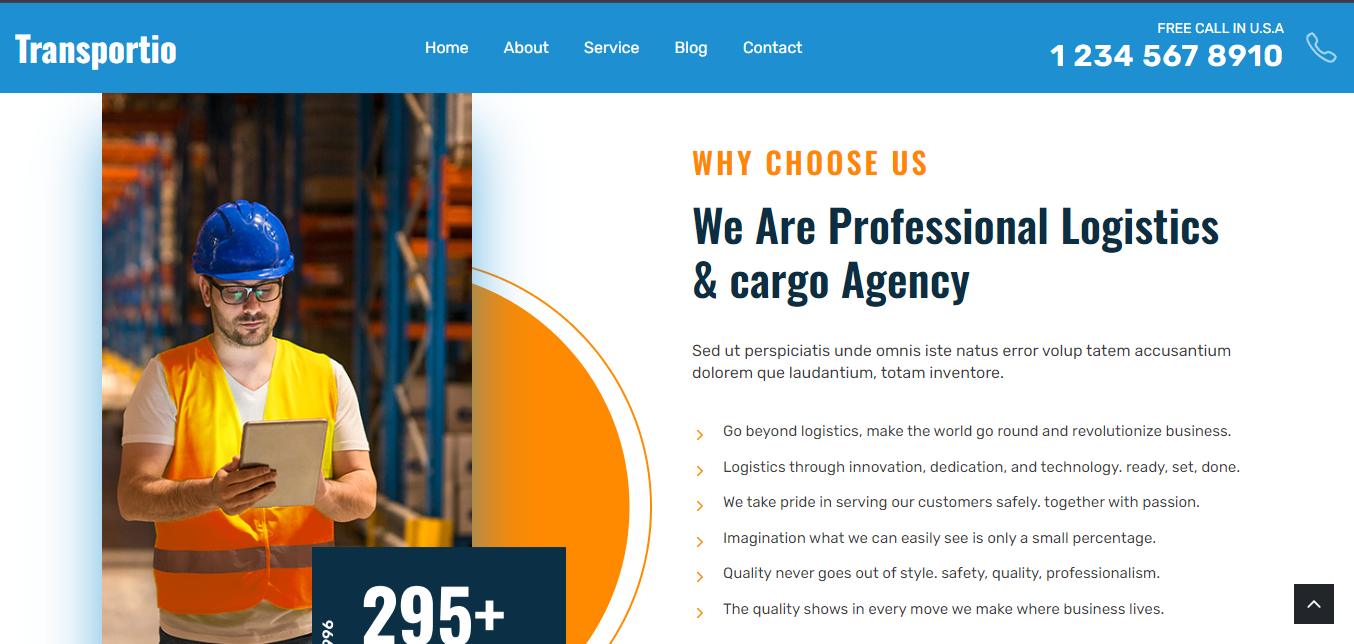 Transportio
Home
About
Service
Blog
Contact
FREE CALL IN U.S.A
1 234 567 8910
WHY CHOOSE US
We Are Professional Logistics
& cargo Agency
Sed ut perspiciatis unde omnis iste natus error volup tatem accusantium
dolorem que laudantium, totam inventore.
Go beyond logistics, make the world go round and revolutionize business.
Logistics through innovation, dedication, and technology. ready, set, done.
We take pride in serving our customers safely. together with passion.
Imagination what we can easily see is only a small percentage.
Quality never goes out of style. safety, quality, professionalism.
The quality shows in every move we make where business lives.
295+